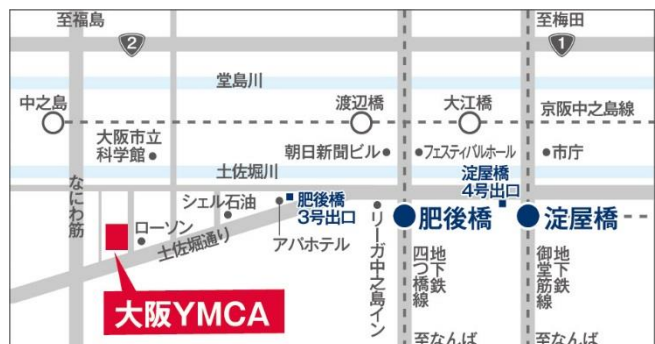 至福島
至梅田
2
1
堂島川
中之島
渡辺橋
大江橋
京阪中之島線
大阪市立
科学館
朝日新聞ビル
フェスティバルホール
市庁
土佐堀川
淀屋橋
4号出口
なにわ筋
シェル石油
肥後橋
3号出口
ローソン
土佐堀通り
アパホテル
リーガ中之島イン
肥後橋
淀屋橋
地下鉄
四つ橋線
地下鉄
御堂筋線
大阪YMCA
至なんば
至なんば